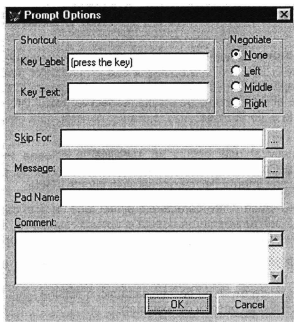 Prompt Options
Shortcut
Key Label: (press the key)
Key Text:
Negotiate
None
Left
Middle
Right
Skip For:
...
Message:
...
Pad Name
Comment:
OK
Cancel